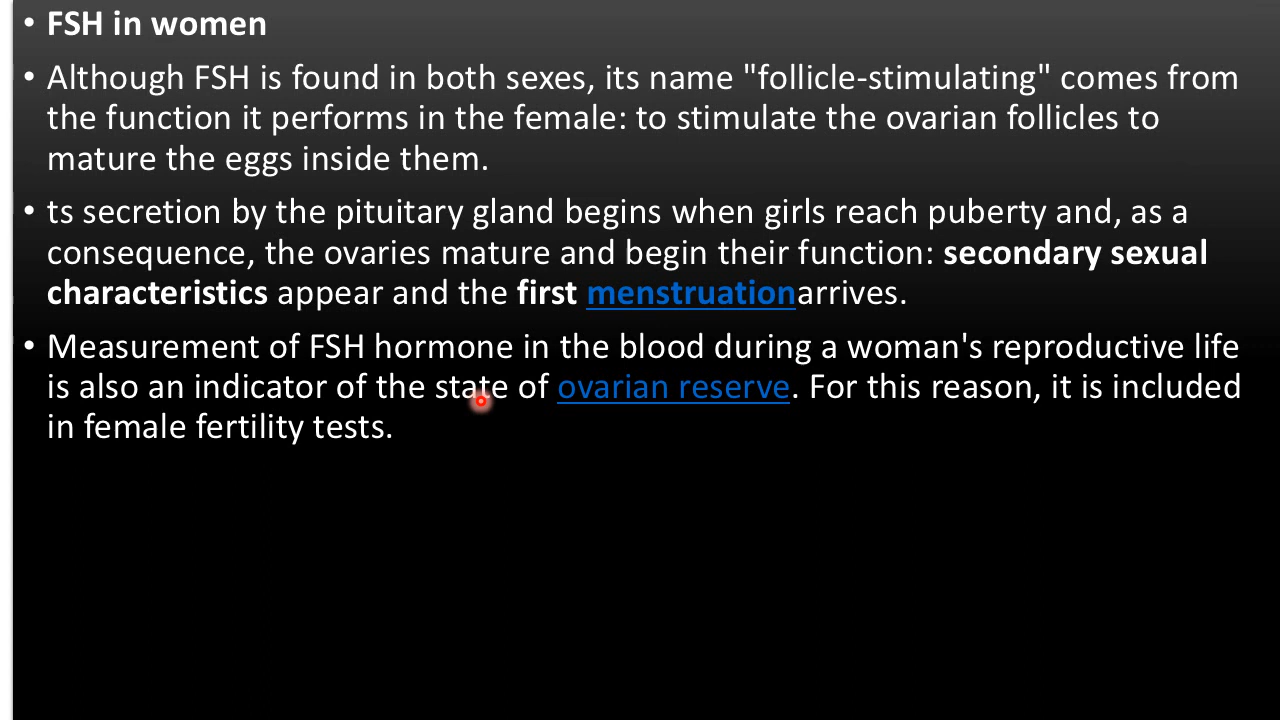 • FSH in women
• Although FSH is found in both sexes, its name "follicle-stimulating" comes from
the function it performs in the female: to stimulate the ovarian follicles to
mature the eggs inside them.
• ts secretion by the pituitary gland begins when girls reach puberty and, as a
consequence, the ovaries mature and begin their function: secondary sexual
characteristics appear and the first menstruationarrives.
• Measurement of FSH hormone in the blood during a woman's reproductive life
is also an indicator of the state of ovarian reserve. For this reason, it is included
in female fertility tests.